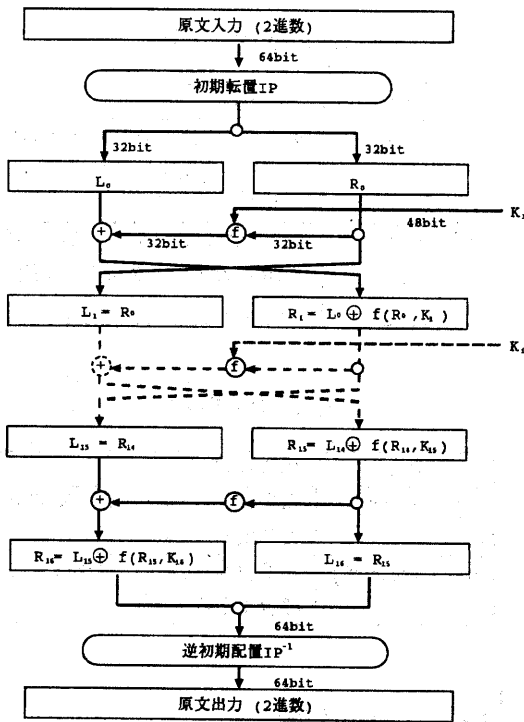 原文入力 (2進数)
64bit
初期転置IP
32bit
32bit
L₀
R₀
K₁
48bit
+
32bit
f
32bit
L₁ = R₀
R₁ = L₀ ⊕ f(R₀, K₁)
+
f
L₁₅ = R₁₄
R₁₅= L₁₄⊕ f(R₁₄,K₁₅)
+
f
R₁₆= L₁₅⊕ f(R₁₅,K₁₆)
L₁₆ = R₁₅
64bit
逆初期配置IP⁻¹
64bit
原文出力 (2進数)